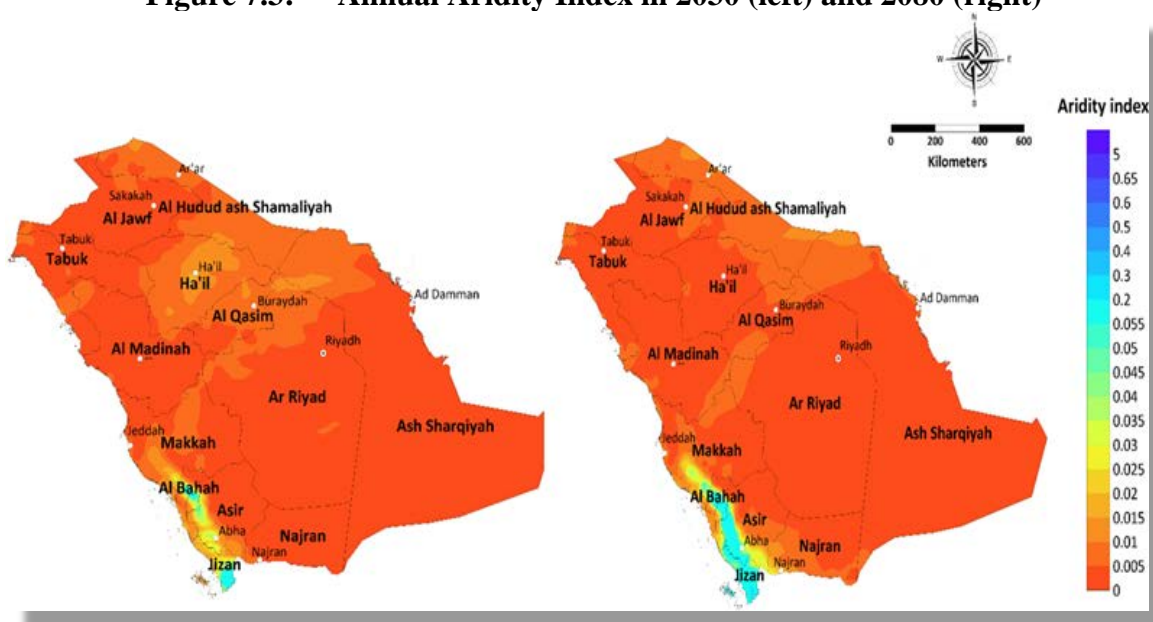 Figure 7.3: Annual Aridity Index in 2050 (left) and 2080 (right)
N
W E
S
0 200 400 600
Kilometers
Aridity index
5
0.65
0.6
0.5
0.4
0.3
0.2
0.055
0.05
0.045
0.04
0.035
0.03
0.025
0.02
0.015
0.01
0.005
0
Ar'ar
Sakakah
Al Jawf
Al Hudud ash Shamaliyah
Tabuk
Tabuk
Ha'il
Ha'il
Buraydah
Al Qasim
Ad Damman
Al Madinah
Riyadh
Ar Riyad
Ash Sharqiyah
Jeddah
Makkah
Al Bahah
Asir
Abha
Najran
Najran
Jizan
Ar'ar
Sakakah
Al Jawf
Al Hudud ash Shamaliyah
Tabuk
Tabuk
Ha'il
Ha'il
Buraydah
Al Qasim
Ad Damman
Al Madinah
Riyadh
Ar Riyad
Ash Sharqiyah
Jeddah
Makkah
Al Bahah
Asir
Abha
Najran
Najran
Jizan